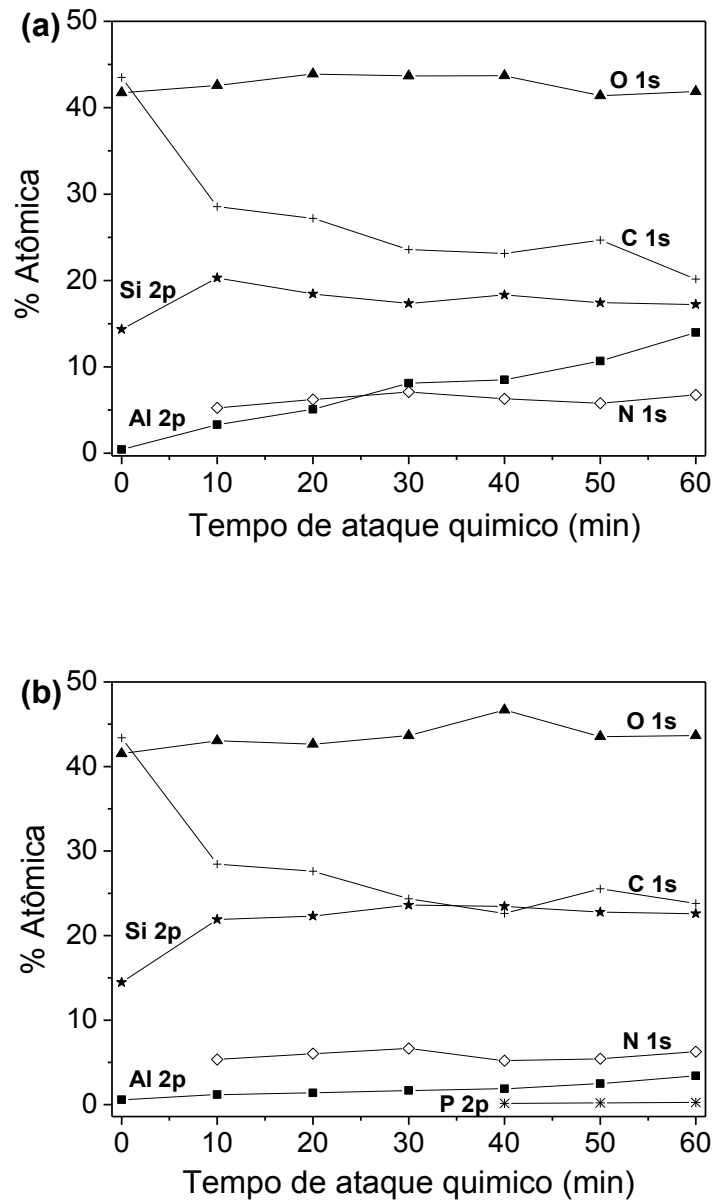 (a)
50
40
30
20
10
0
% Atômica
O 1s
C 1s
Si 2p
Al 2p
N 1s
0 10 20 30 40 50 60
Tempo de ataque quimico (min)
(b)
50
40
30
20
10
0
% Atômica
O 1s
C 1s
Si 2p
N 1s
Al 2p
P 2p
0 10 20 30 40 50 60
Tempo de ataque quimico (min)